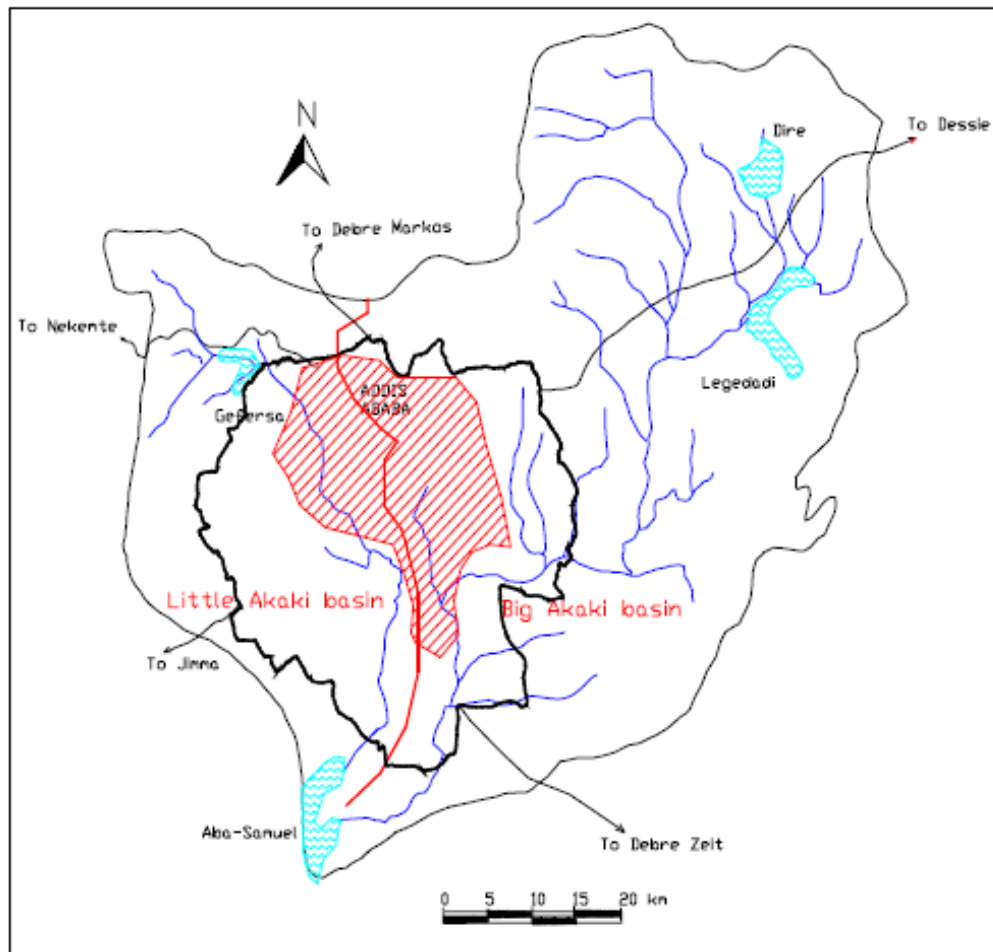 N
Dire
To Dessie
To Debre Markos
To Nekemte
Legedadi
ADDIS
ABABA
Gefersa
Little Akaki basin
Big Akaki basin
To Jimma
Aba-Samuel
To Debre Zeit
0 5 10 15 20 km